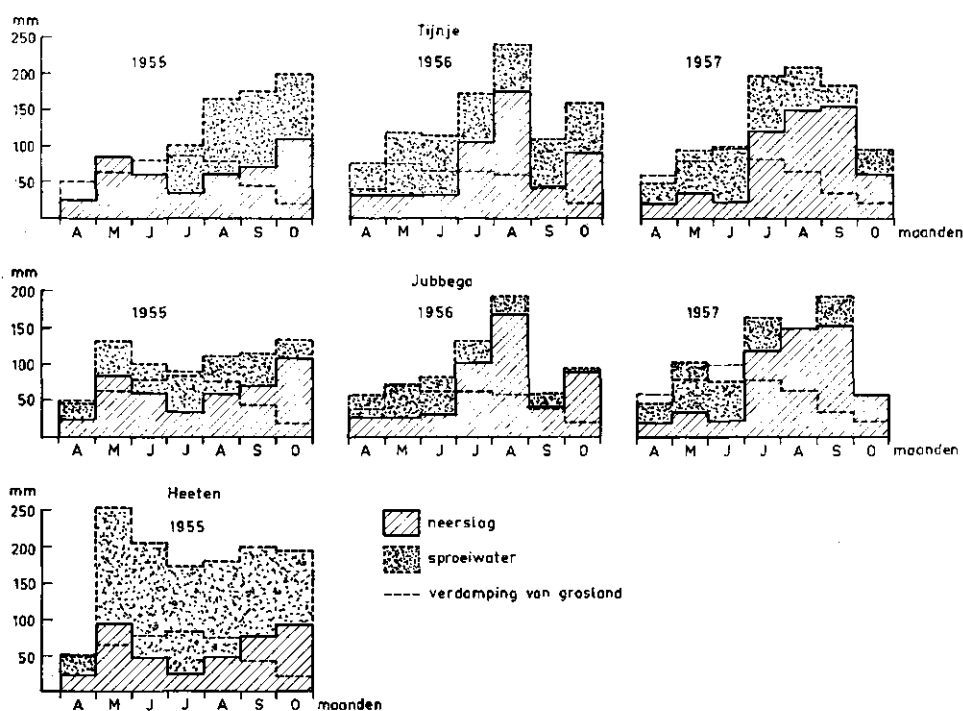 mm
Tijnje
250
200
150
100
50
1955
1956
1957
A M J J A S O
A M J J A S O
A M J J A S O maanden
mm
Jubbega
200
150
100
50
1955
1956
1957
A M J J A S O
A M J J A S O
A M J J A S O maanden
mm
Heeten
250
200
150
100
50
1955
A M J J A S O maanden
neerslag
sproeiwater
verdamping van grasland